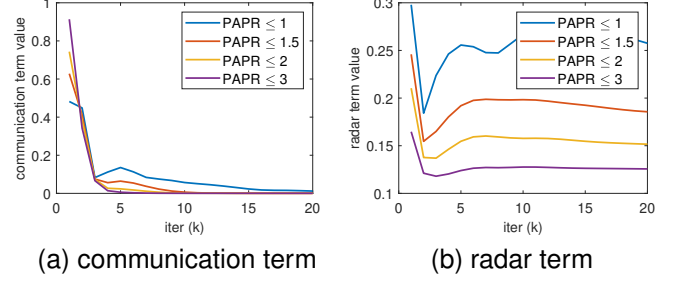 1
0.8
0.6
0.4
0.2
0
communication term value
0 5 10 15 20
iter (k)
PAPR ≤ 1
PAPR ≤ 1.5
PAPR ≤ 2
PAPR ≤ 3
(a) communication term
0.3
0.25
0.2
0.15
0.1
radar term value
0 5 10 15 20
iter (k)
PAPR ≤ 1
PAPR ≤ 1.5
PAPR ≤ 2
PAPR ≤ 3
(b) radar term